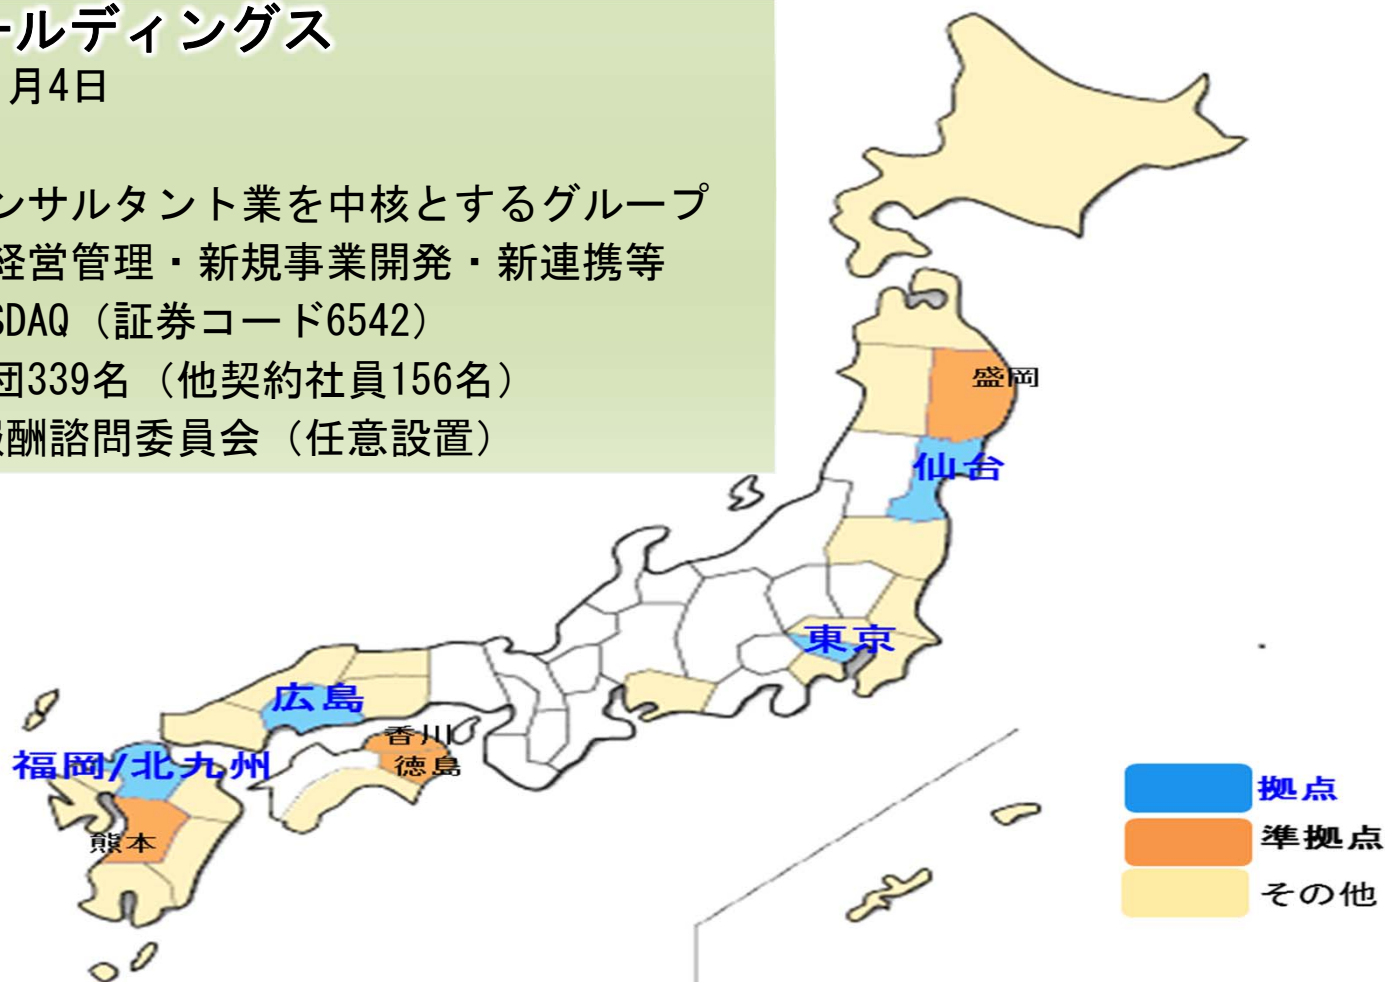 ールディングス
月4日
ンサルタント業を中核とするグループ
経営管理・新規事業開発・新連携等
SDAQ（証券コード6542）
団339名（他契約社員156名）
報酬諮問委員会（任意設置）
盛岡
仙台
東京
広島
香川
徳島
福岡/北九州
熊本
拠点
準拠点
その他